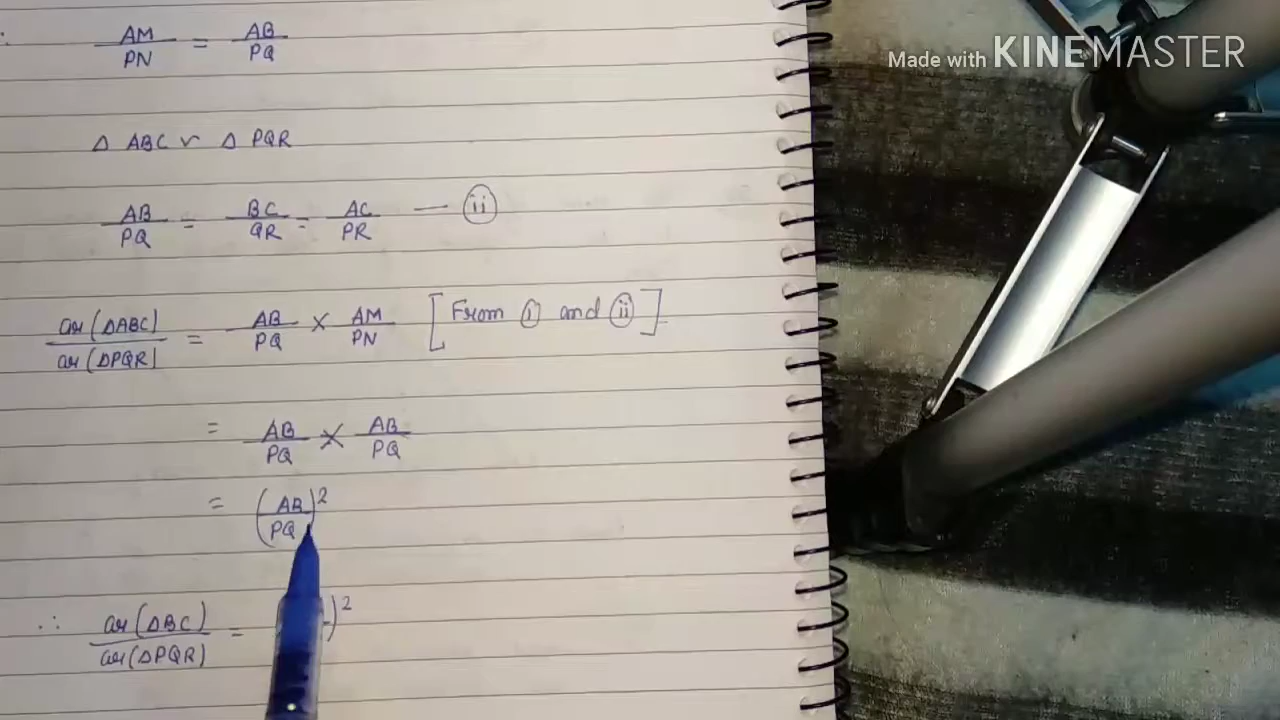 ∴ AM/PN = AB/PQ
Made with KINEMASTER
Δ ABC ~ Δ PQR
AB/PQ = BC/QR = AC/PR — (ii)
ar(ΔABC)/ar(ΔPQR) = AB/PQ × AM/PN [From (i) and (ii)]
= AB/PQ × AB/PQ
= (AB/PQ)²
∴ ar(ΔBC)/ar(ΔPQR) = )²